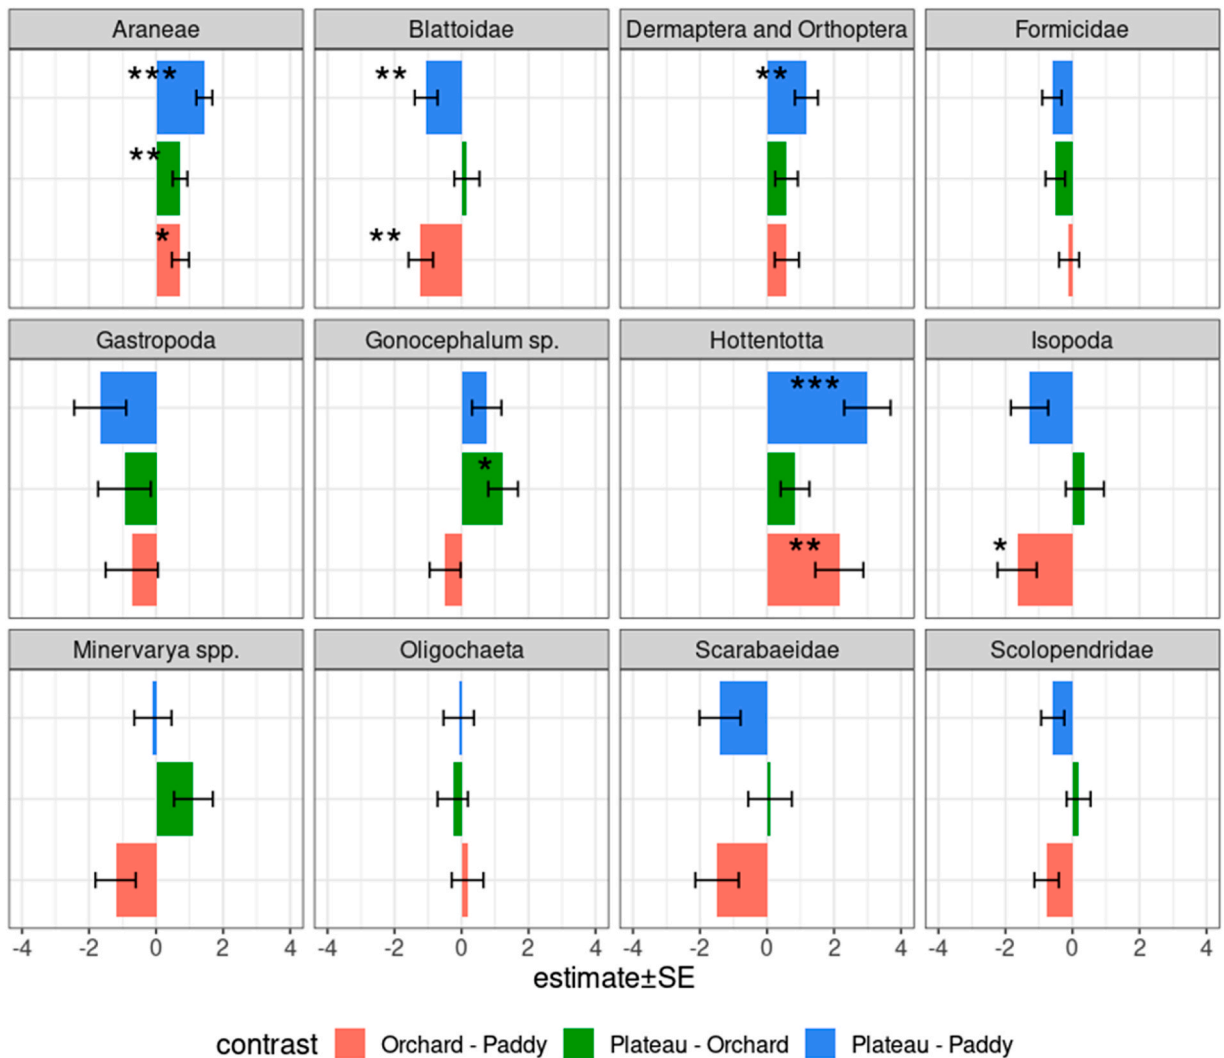 Araneae Blattoidae Dermaptera and Orthoptera Formicidae
*** ** **
**
* **
Gastropoda Gonocephalum sp. Hottentotta Isopoda
***
*
** *
Minervarya spp. Oligochaeta Scarabaeidae Scolopendridae
-4 -2 0 2 4 -4 -2 0 2 4 -4 -2 0 2 4 -4 -2 0 2 4
estimate±SE
contrast Orchard - Paddy Plateau - Orchard Plateau - Paddy